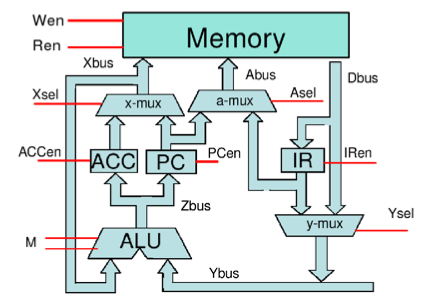 Wen
Ren
Memory
Xbus
Abus
Dbus
Xsel
x-mux
a-mux
Asel
ACCen
ACC
PC
PCen
IR
IRen
Zbus
Ysel
y-mux
M
ALU
Ybus